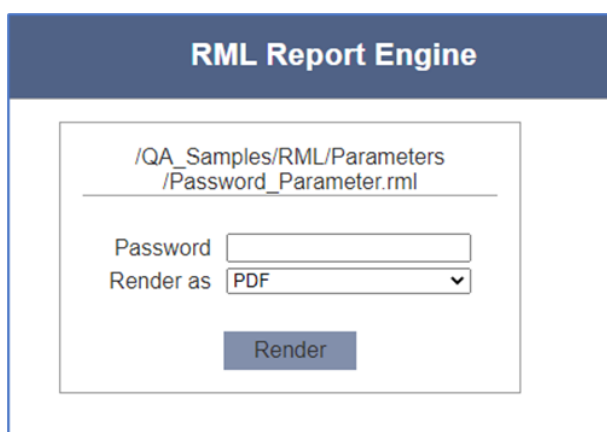 RML Report Engine
/QA_Samples/RML/Parameters
/Password_Parameter.rml
Password
Render as PDF
Render